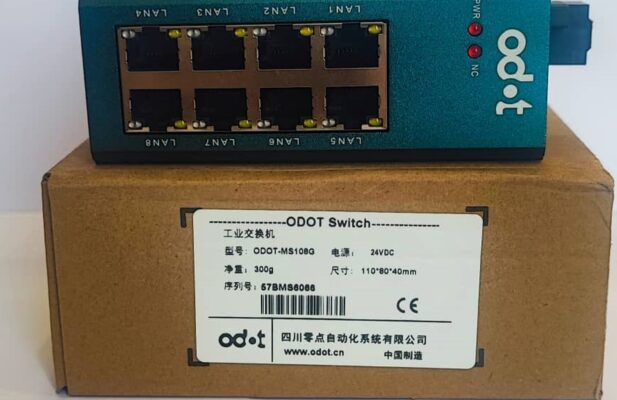 LAN4 LAN3 LAN2 LAN1
PWR
NC
odot
LAN8 LAN7 LAN6 LAN5
----------------ODOT Switch----------------
工业交换机
型号: ODOT-MS108G 电源: 24VDC
净重: 300g 尺寸: 110*80*40mm
序列号: 57BMS6066
CE
odot 四川零点自动化系统有限公司
www.odot.cn 中国制造